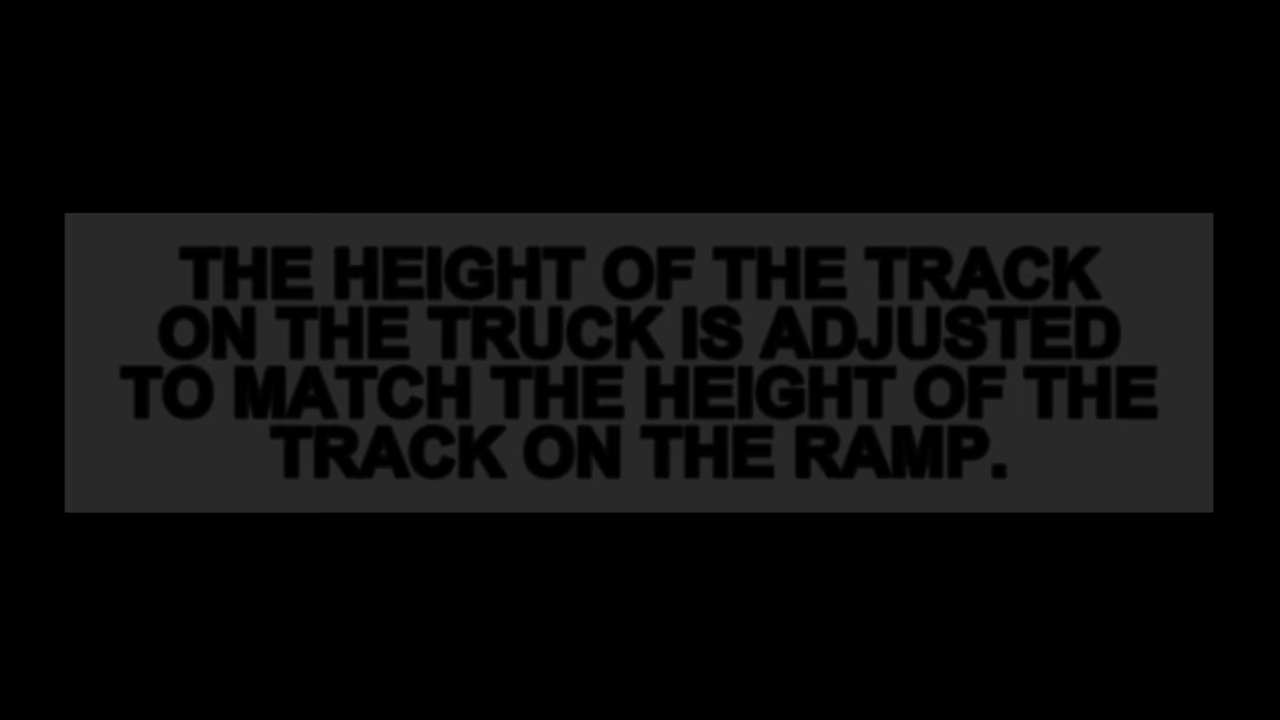 THE HEIGHT OF THE TRACK
ON THE TRUCK IS ADJUSTED
TO MATCH THE HEIGHT OF THE
TRACK ON THE RAMP.